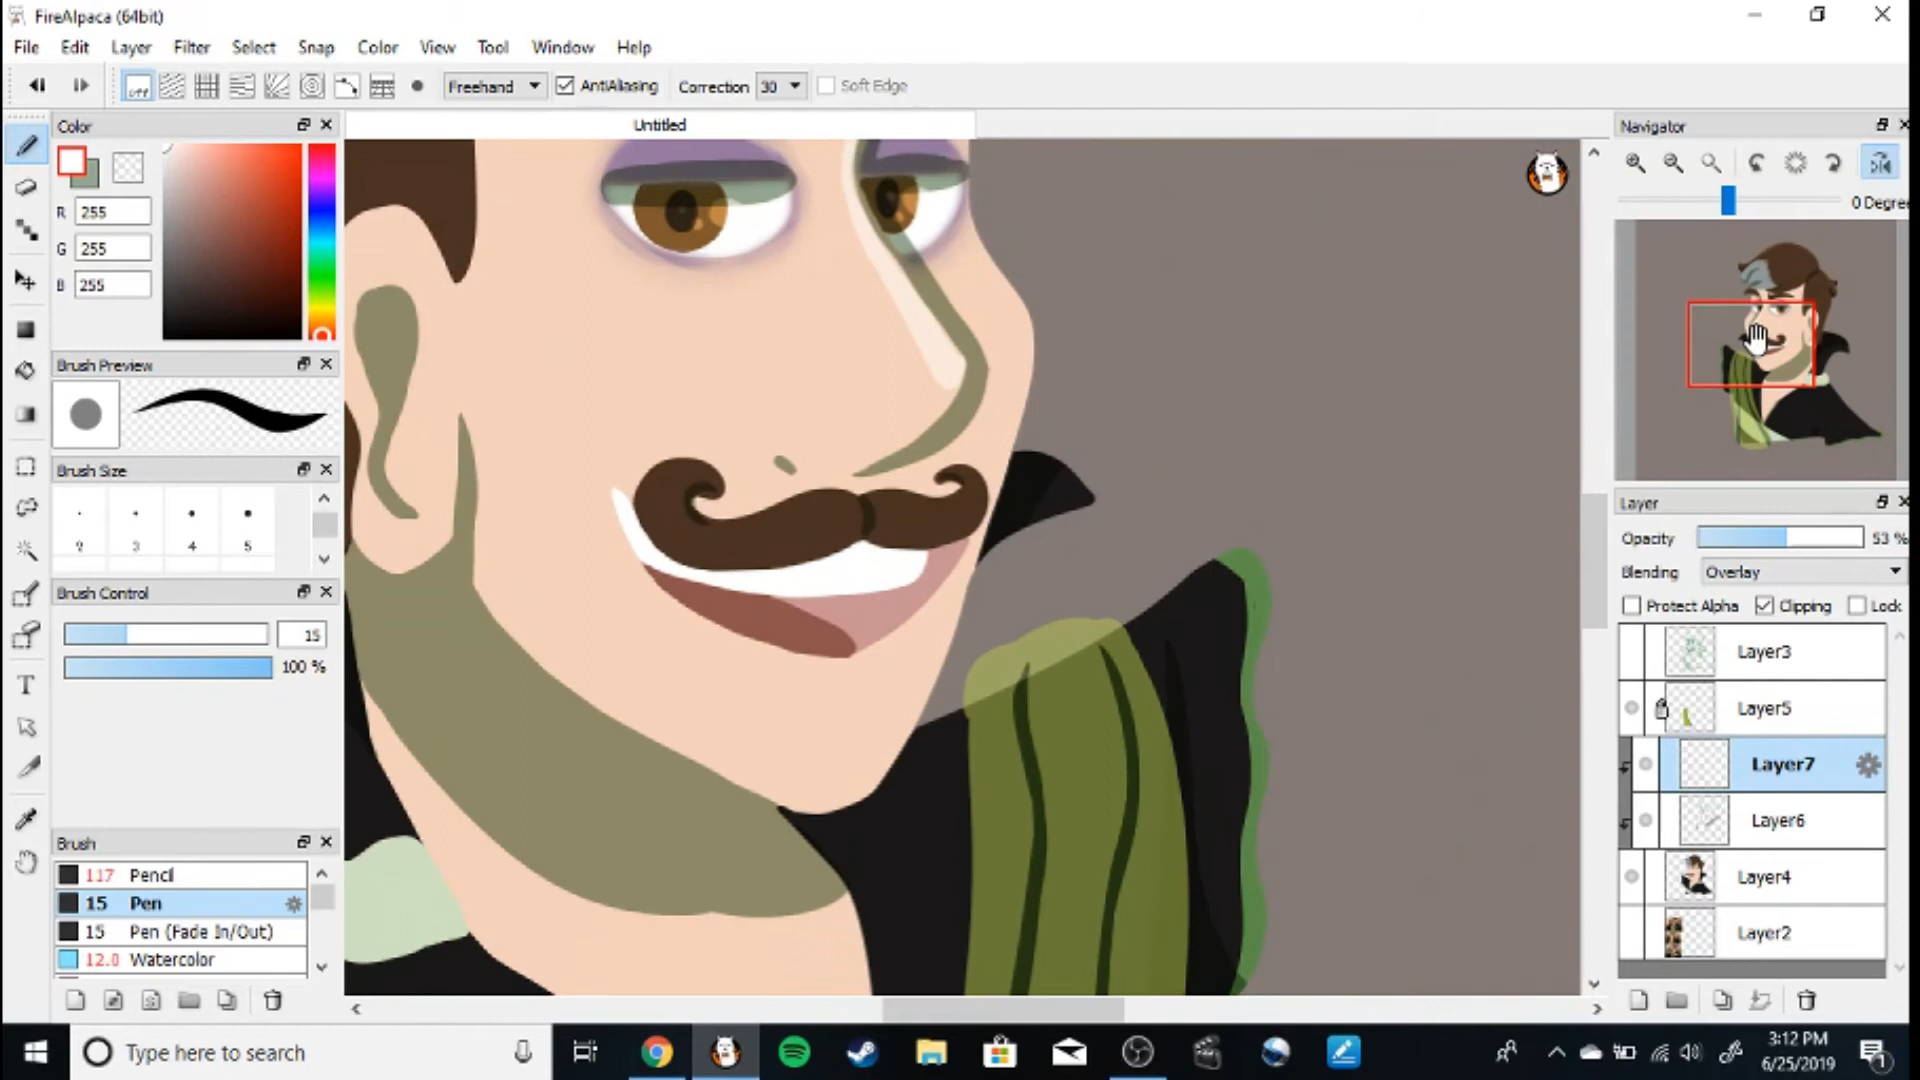 FireAlpaca (64bit)
File Edit Layer Filter Select Snap Color View Tool Window Help
off Freehand AntiAliasing Correction 30 Soft Edge
Color
Untitled
Navigator
R 255
G 255
B 255
0 Degre
Brush Preview
Brush Size
2 3 4 5
Layer
Opacity 53 %
Blending Overlay
Protect Alpha Clipping Lock
Brush Control
15
100 %
Layer3
Layer5
Layer7
Layer6
Layer4
Layer2
T
Brush
117 Pencil
15 Pen
15 Pen (Fade In/Out)
12.0 Watercolor
Type here to search
3:12 PM
6/25/2019
1